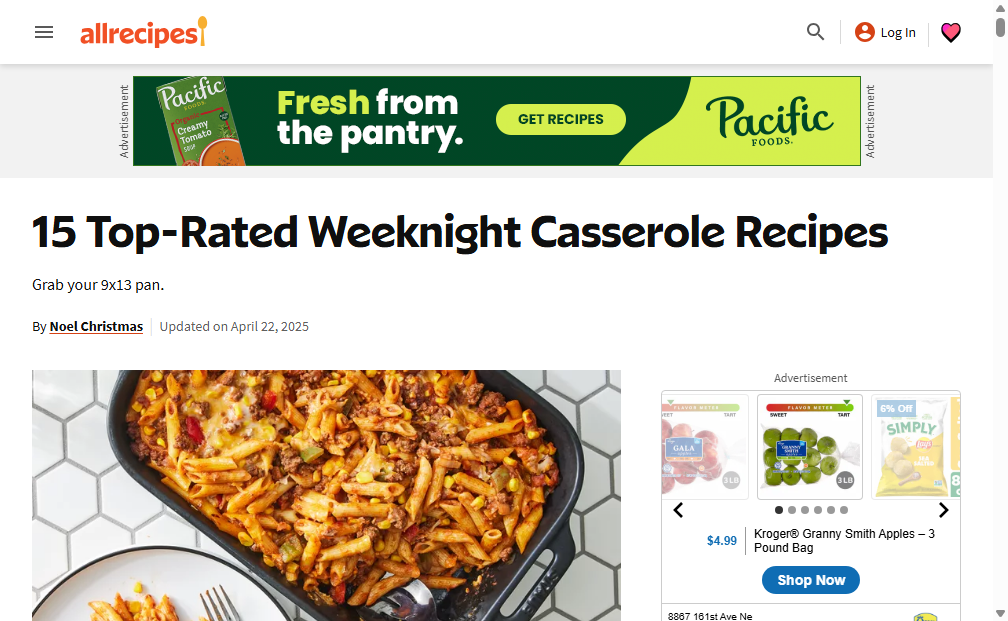 allrecipes
Log In
Advertisement
Pacific
FOODS.
Organic
Creamy
Tomato
SOUP
Fresh from
the pantry.
GET RECIPES
Pacific
FOODS.
Advertisement
15 Top-Rated Weeknight Casserole Recipes
Grab your 9x13 pan.
By Noel Christmas
Updated on April 22, 2025
Advertisement
FLAVOR METER
TART
GALA
3 LB
FLAVOR METER
SWEET TART
GRANNY
SMITH
3 LB
6% Off
SIMPLY
Lay's
$4.99
Kroger® Granny Smith Apples – 3
Pound Bag
Shop Now
8867 161st Ave Ne